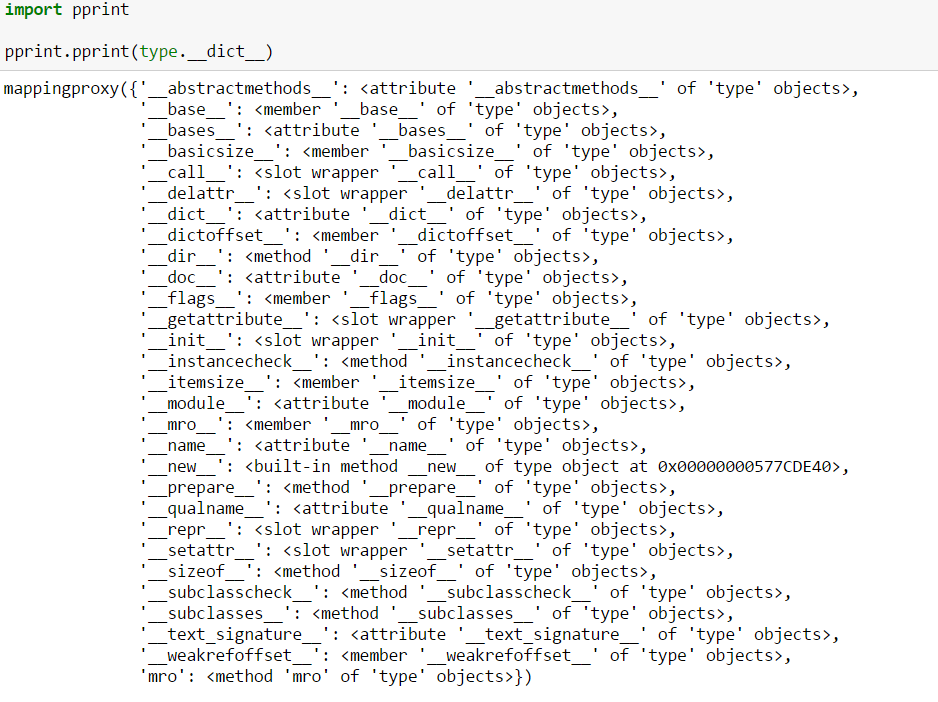 import pprint
pprint.pprint(type.__dict__)
mappingproxy({'__abstractmethods__': <attribute '__abstractmethods__' of 'type' objects>,
'__base__': <member '__base__' of 'type' objects>,
'__bases__': <attribute '__bases__' of 'type' objects>,
'__basicsize__': <member '__basicsize__' of 'type' objects>,
'__call__': <slot wrapper '__call__' of 'type' objects>,
'__delattr__': <slot wrapper '__delattr__' of 'type' objects>,
'__dict__': <attribute '__dict__' of 'type' objects>,
'__dictoffset__': <member '__dictoffset__' of 'type' objects>,
'__dir__': <method '__dir__' of 'type' objects>,
'__doc__': <attribute '__doc__' of 'type' objects>,
'__flags__': <member '__flags__' of 'type' objects>,
'__getattribute__': <slot wrapper '__getattribute__' of 'type' objects>,
'__init__': <slot wrapper '__init__' of 'type' objects>,
'__instancecheck__': <method '__instancecheck__' of 'type' objects>,
'__itemsize__': <member '__itemsize__' of 'type' objects>,
'__module__': <attribute '__module__' of 'type' objects>,
'__mro__': <member '__mro__' of 'type' objects>,
'__name__': <attribute '__name__' of 'type' objects>,
'__new__': <built-in method __new__ of type object at 0x00000000577CDE40>,
'__prepare__': <method '__prepare__' of 'type' objects>,
'__qualname__': <attribute '__qualname__' of 'type' objects>,
'__repr__': <slot wrapper '__repr__' of 'type' objects>,
'__setattr__': <slot wrapper '__setattr__' of 'type' objects>,
'__sizeof__': <method '__sizeof__' of 'type' objects>,
'__subclasscheck__': <method '__subclasscheck__' of 'type' objects>,
'__subclasses__': <method '__subclasses__' of 'type' objects>,
'__text_signature__': <attribute '__text_signature__' of 'type' objects>,
'__weakrefoffset__': <member '__weakrefoffset__' of 'type' objects>,
'mro': <method 'mro' of 'type' objects>})